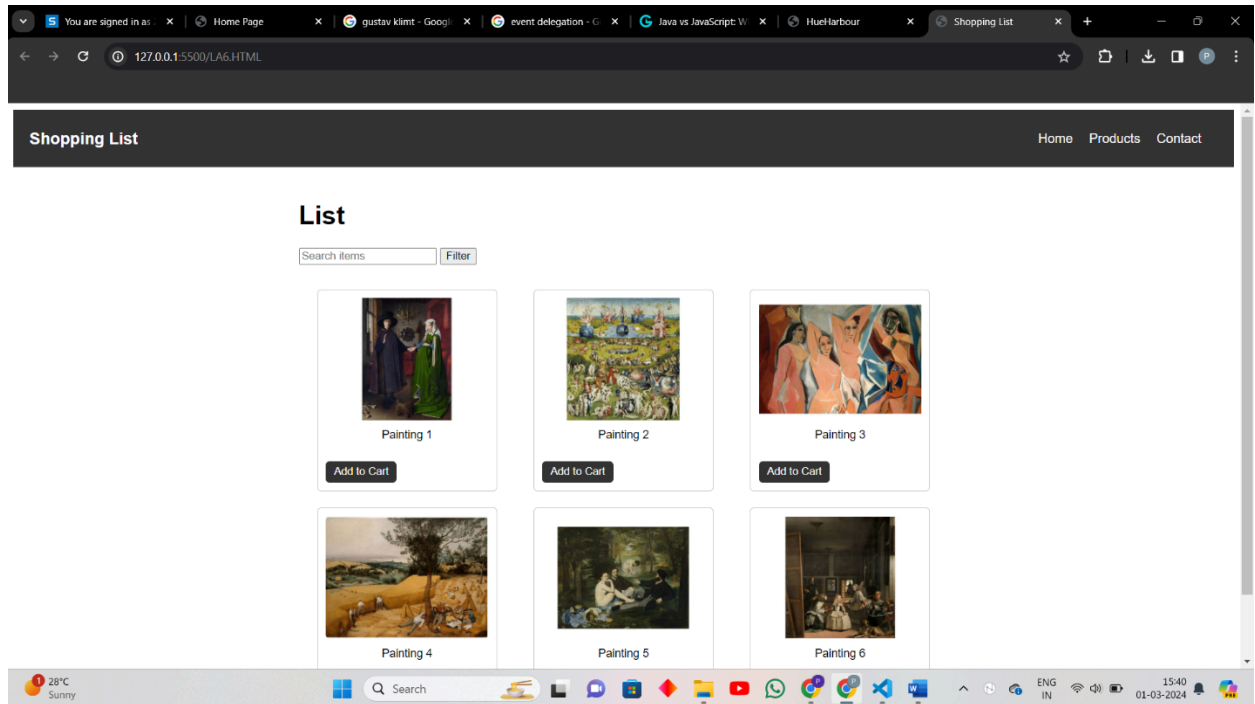 You are signed in as
Home Page
gustav klimt - Googl
event delegation - G
Java vs JavaScript: W
HueHarbour
Shopping List
127.0.0.1:5500/LA6.HTML
P
Shopping List
Home Products Contact
List
Search items Filter
Painting 1 Painting 2 Painting 3
Add to Cart Add to Cart Add to Cart
Painting 4 Painting 5 Painting 6
1 28°C
Sunny
Search
ENG
IN
15:40
01-03-2024